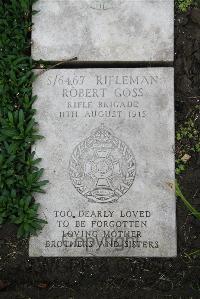 S/6467 RIFLEMAN
ROBERT GOSS
RIFLE BRIGADE
11TH AUGUST 1915
TOO DEARLY LOVED
TO BE FORGOTTEN
LOVING MOTHER
BROTHERS AND SISTERS